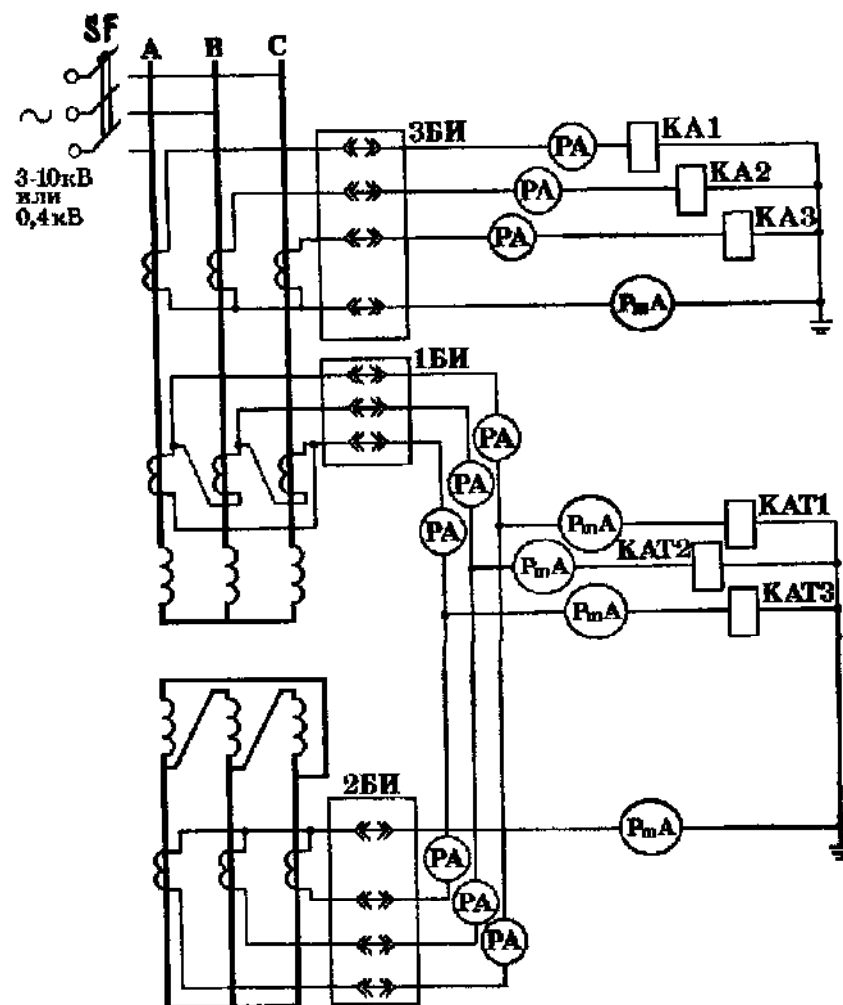 SF
A B C
~
3-10кВ
или
0,4кВ
3БИ
PA
KA1
PA
KA2
PA
KA3
PmA
1БИ
PA
PA
PA
PmA
KAT1
PmA
KAT2
PmA
KAT3
2БИ
PmA
PA
PA
PA